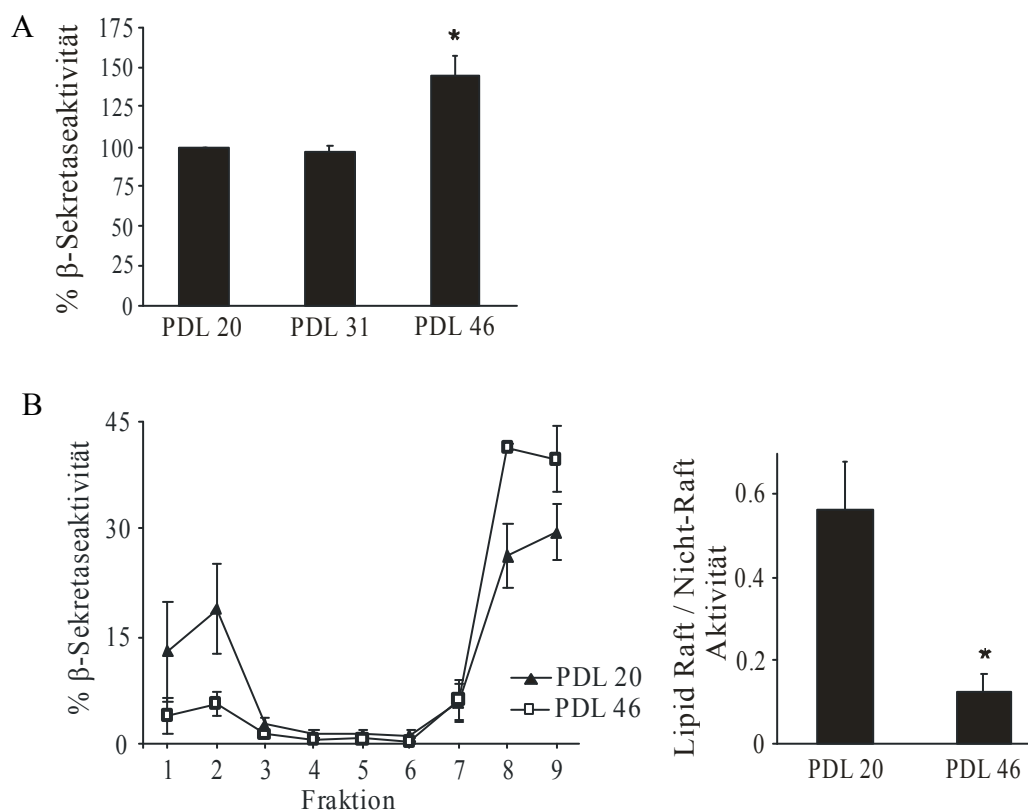 A
% β-Sekretaseaktivität
175
150
125
100
75
50
25
0
*
PDL 20 PDL 31 PDL 46
B
% β-Sekretaseaktivität
45
30
15
0
PDL 20
PDL 46
1 2 3 4 5 6 7 8 9
Fraktion
Lipid Raft / Nicht-Raft
Aktivität
0.6
0.4
0.2
0
*
PDL 20 PDL 46